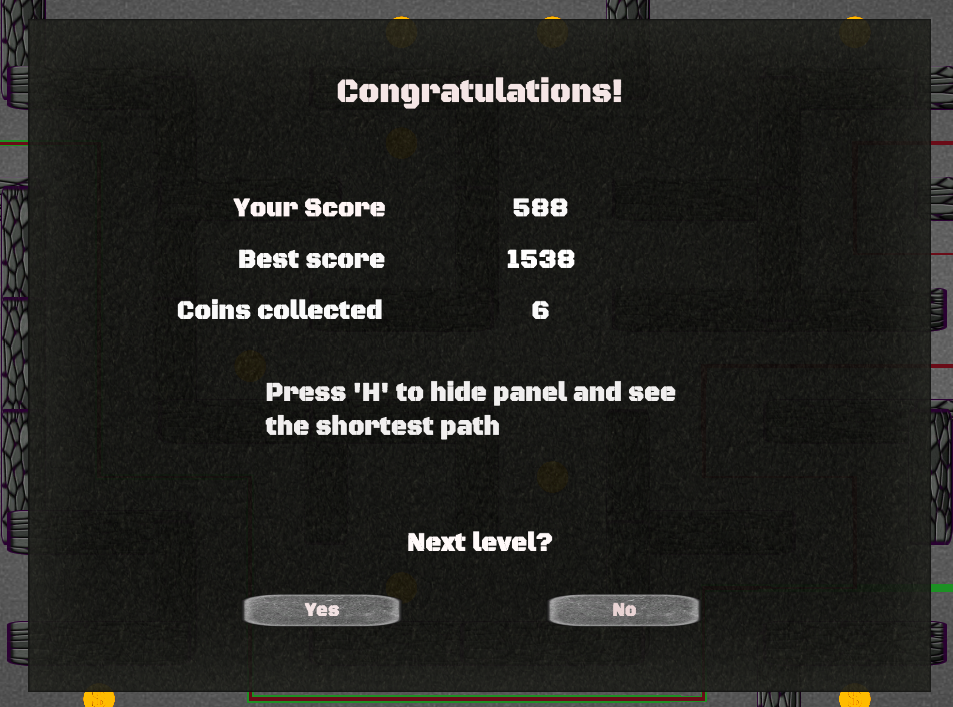 Congratulations!
Your Score 588
Best score 1538
Coins collected 6
Press 'H' to hide panel and see
the shortest path
Next level?
Yes No